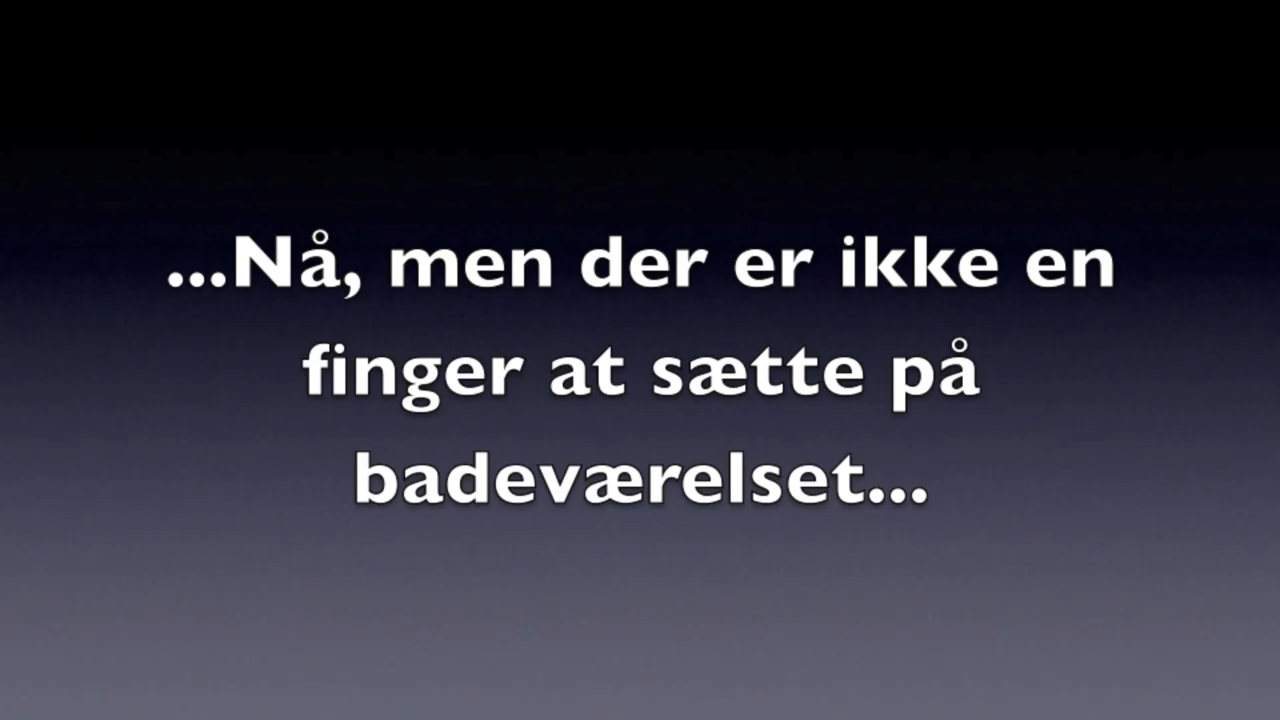 ...Nå, men der er ikke en
finger at sætte på
badeværelset...